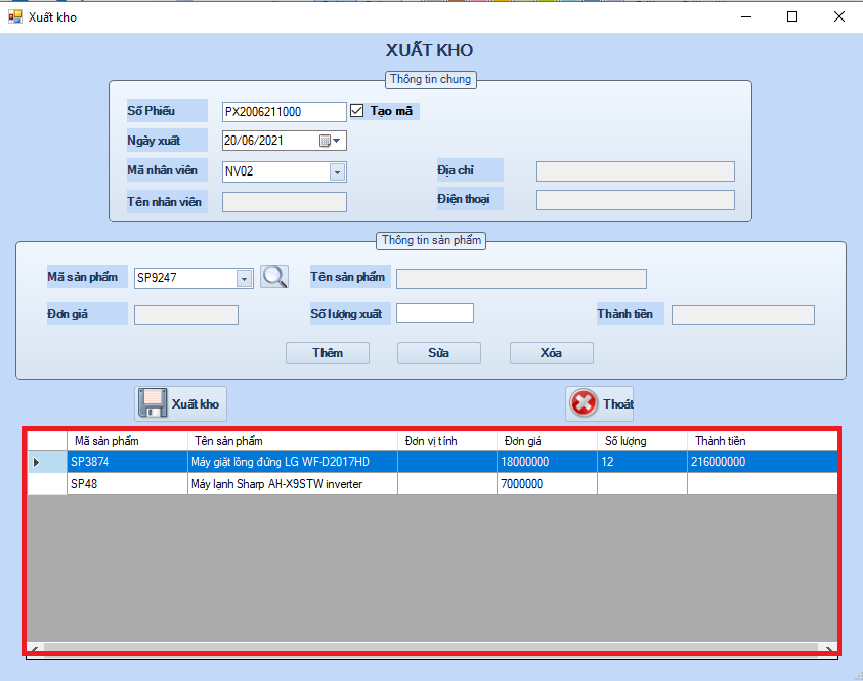 Xuất kho
XUẤT KHO
Thông tin chung
Số Phiếu PX2006211000 Tạo mã
Ngày xuất 20/06/2021
Mã nhân viên NV02 Địa chỉ
Tên nhân viên Điện thoại
Thông tin sản phẩm
Mã sản phẩm SP9247 Tên sản phẩm
Đơn giá Số lượng xuất Thành tiền
Thêm Sửa Xóa
Xuất kho Thoát
Mã sản phẩm Tên sản phẩm Đơn vị tính Đơn giá Số lượng Thành tiền
SP3874 Máy giặt lồng đứng LG WF-D2017HD 18000000 12 216000000
SP48 Máy lạnh Sharp AH-X9STW inverter 7000000